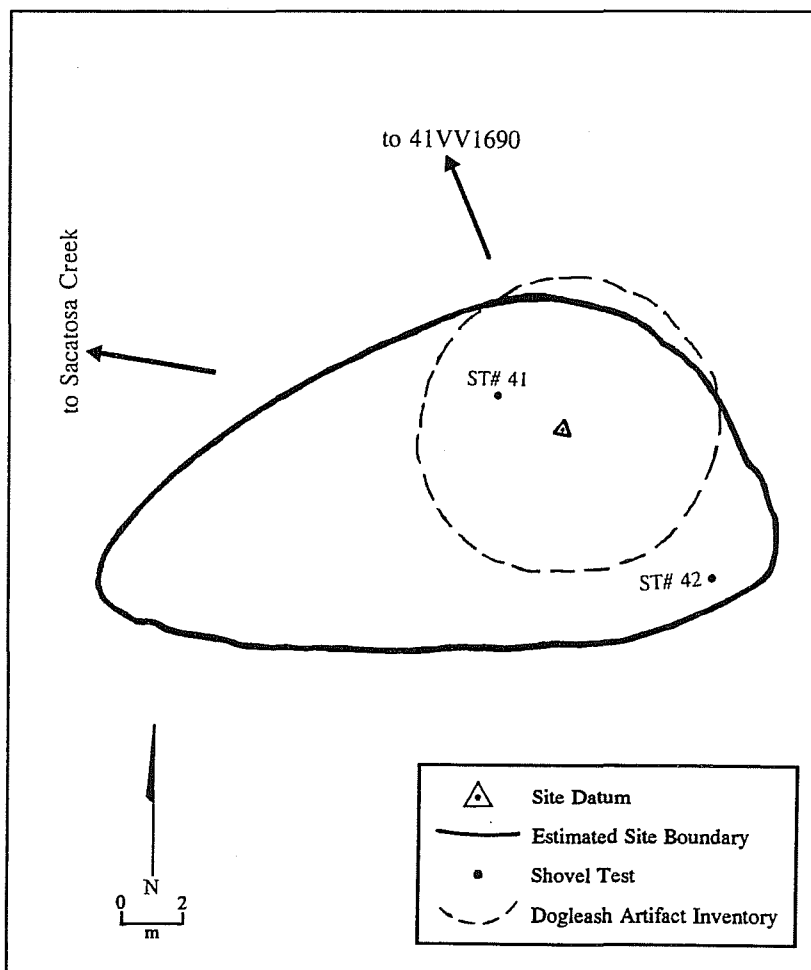 to 41VV1690
to Sacatosa Creek
ST# 41
ST# 42
N
0 2
m
Site Datum
Estimated Site Boundary
Shovel Test
Dogleash Artifact Inventory